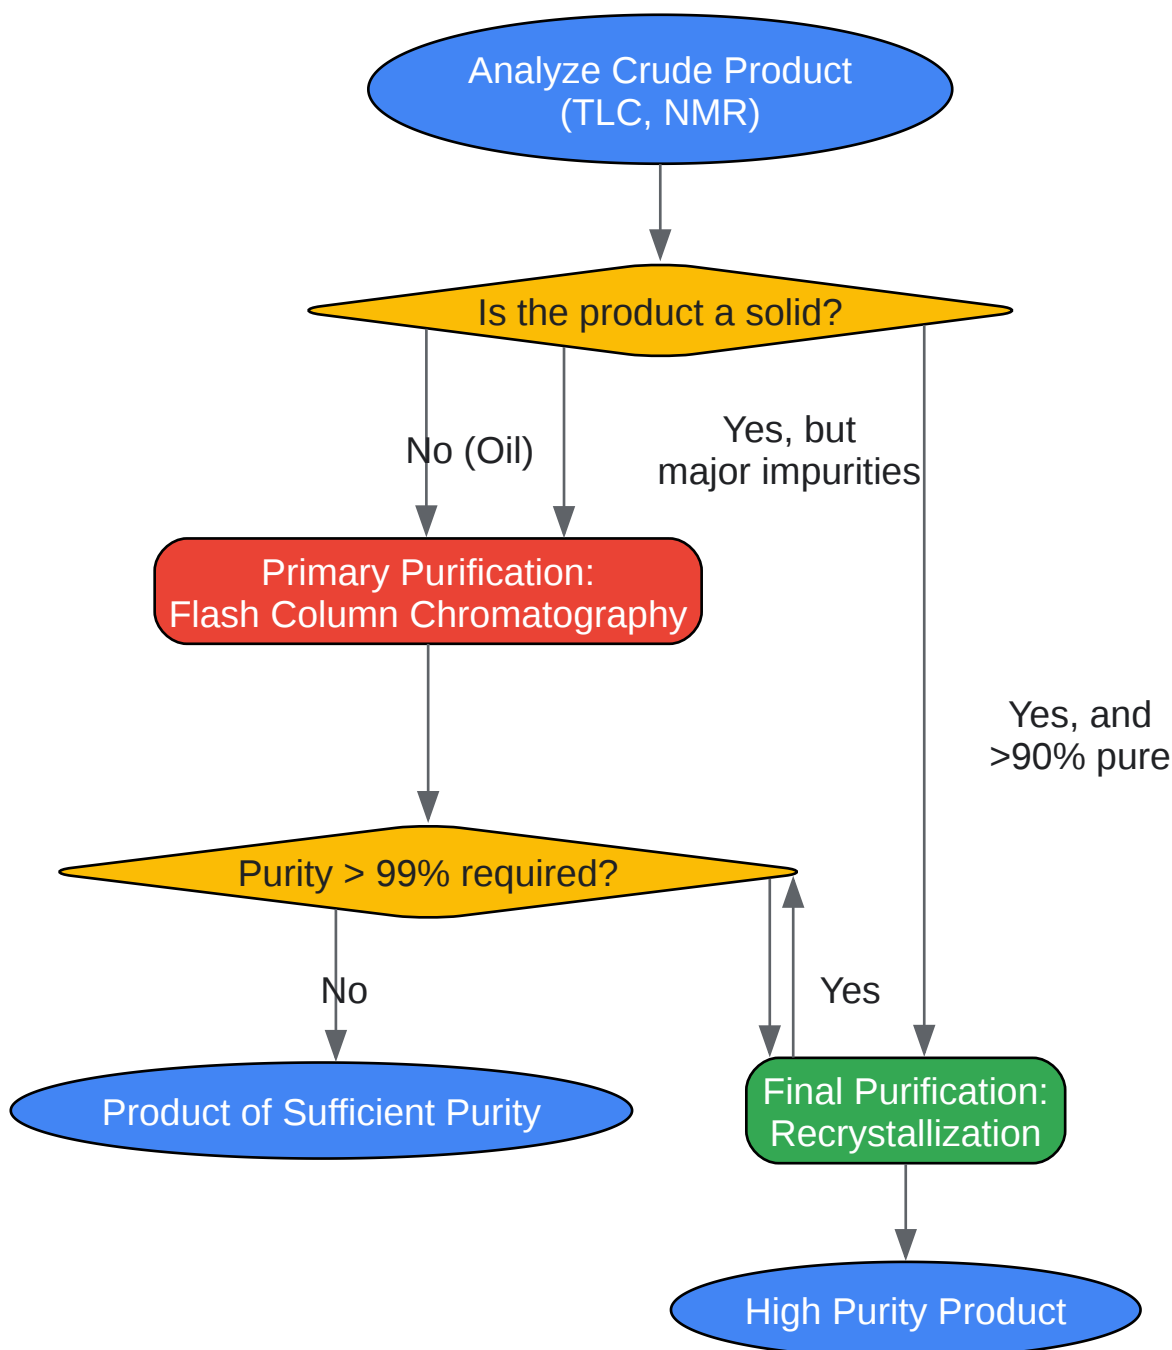 Analyze Crude Product
(TLC, NMR)
Is the product a solid?
No (Oil)
Yes, but
major impurities
Primary Purification:
Flash Column Chromatography
Yes, and
>90% pure
Purity > 99% required?
No
Yes
Product of Sufficient Purity
Final Purification:
Recrystallization
High Purity Product